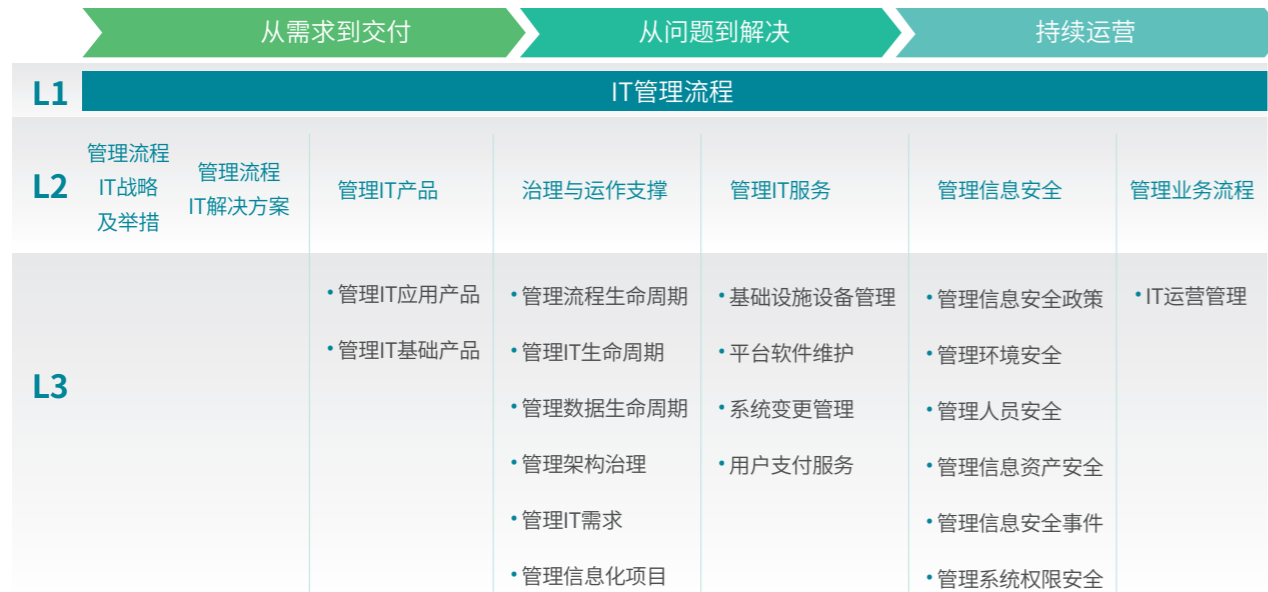 从需求到交付
从问题到解决
持续运营
L1
IT管理流程
L2
管理流程
IT战略
及举措
管理流程
IT解决方案
管理IT产品
治理与运作支撑
管理IT服务
管理信息安全
管理业务流程
L3
•管理IT应用产品
•管理IT基础产品
•管理流程生命周期
•管理IT生命周期
•管理数据生命周期
•管理架构治理
•管理IT需求
•管理信息化项目
•基础设施设备管理
•平台软件维护
•系统变更管理
•用户支付服务
•管理信息安全政策
•管理环境安全
•管理人员安全
•管理信息资产安全
•管理信息安全事件
•管理系统权限安全
•IT运营管理